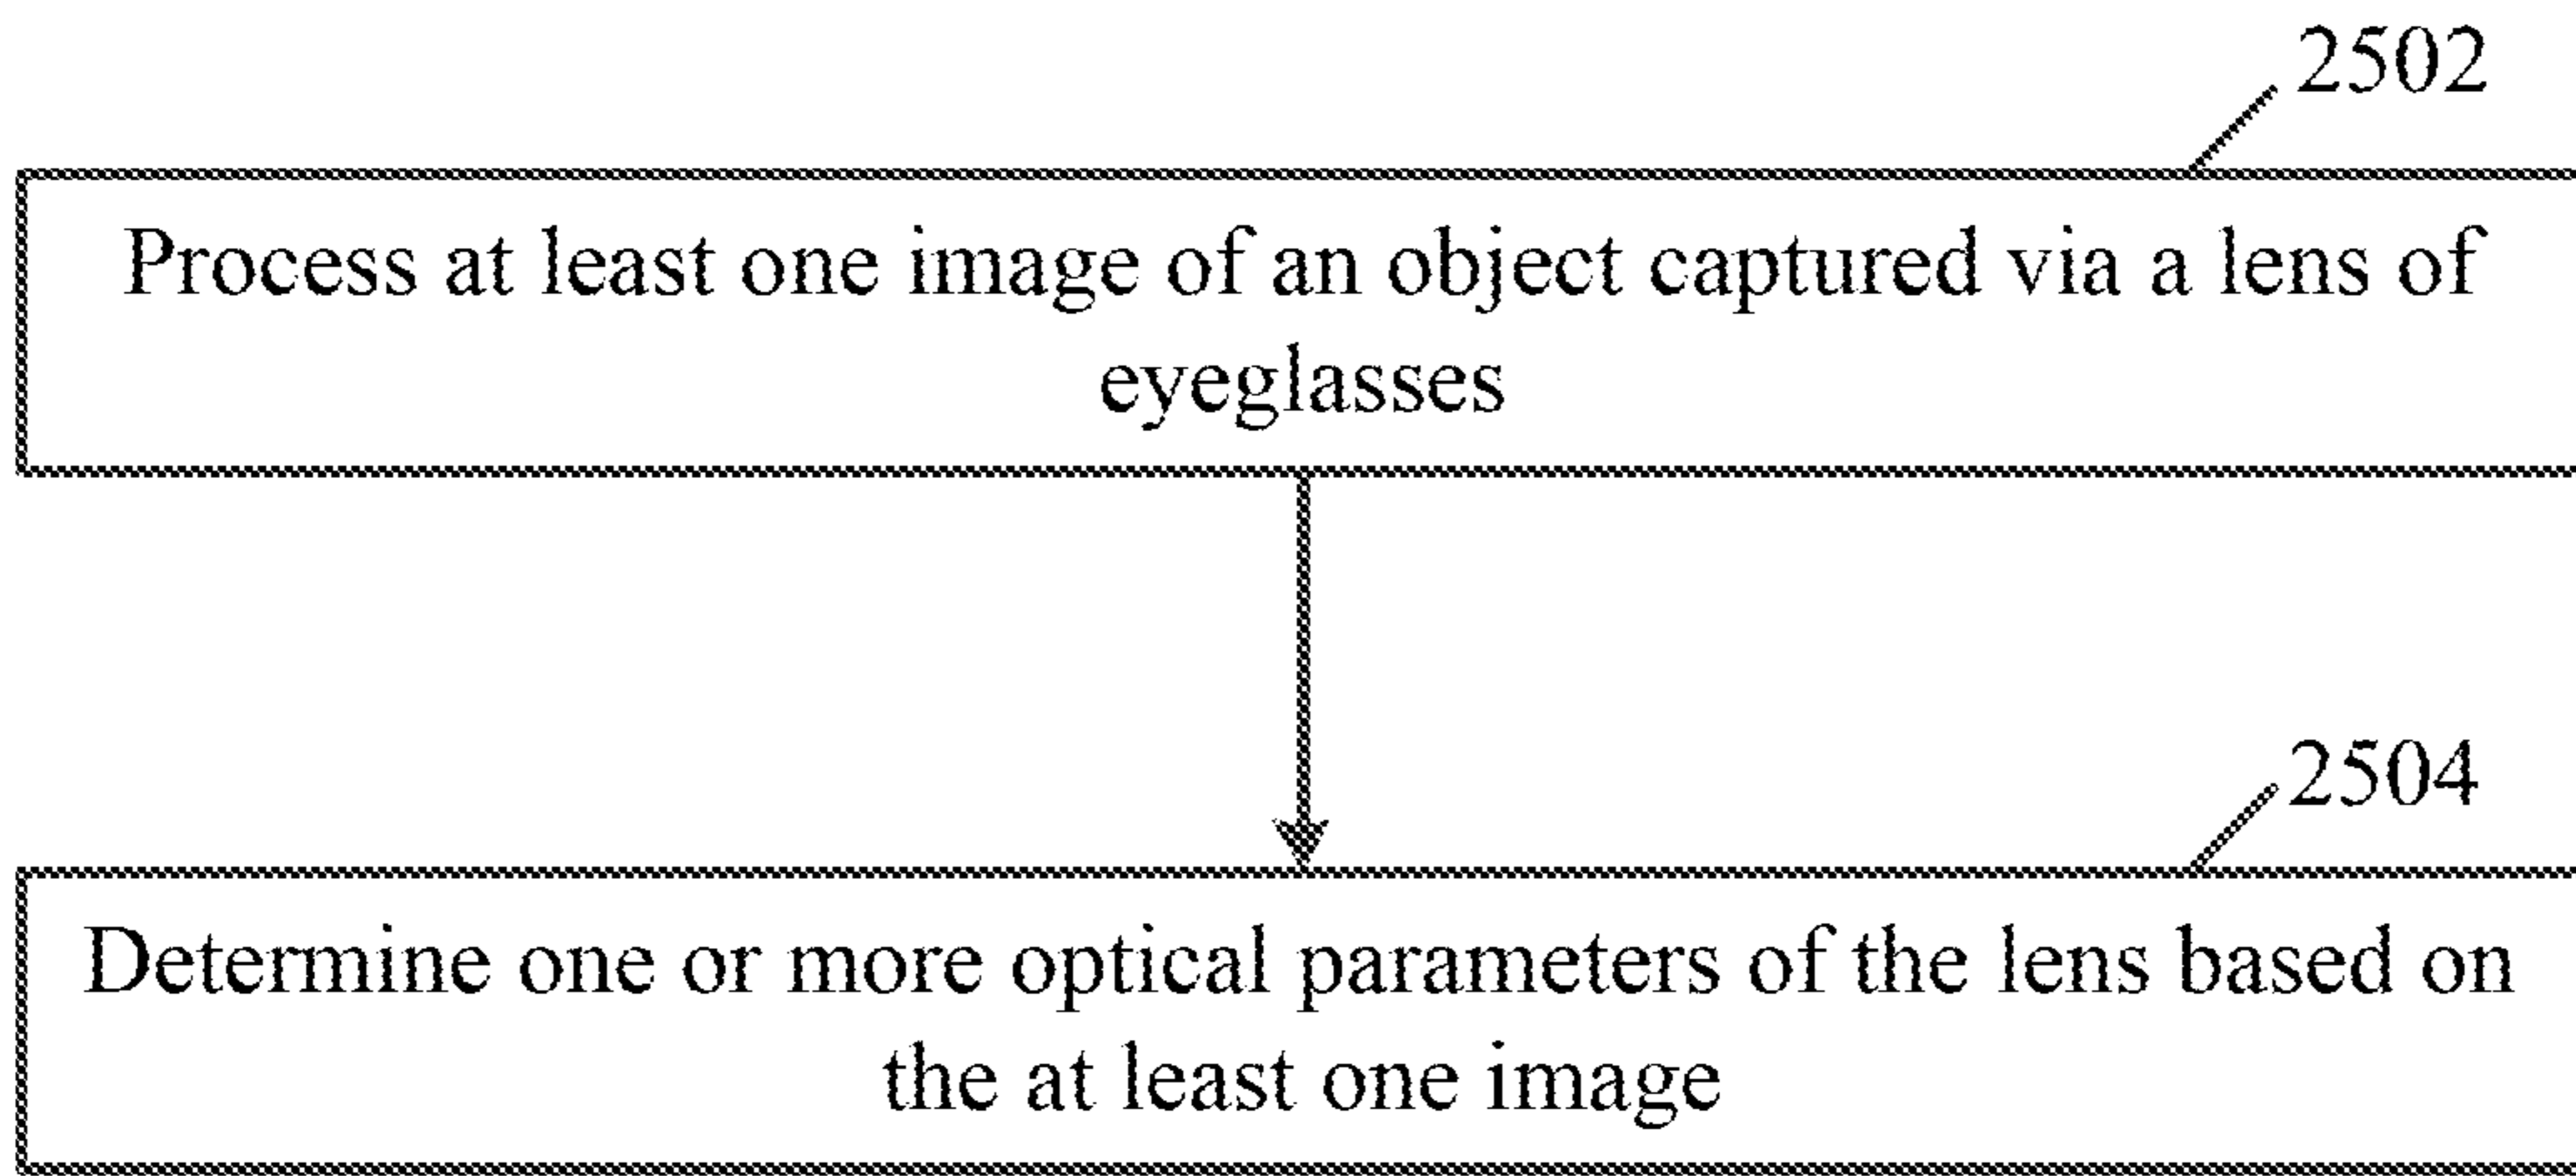 2502
Process at least one image of an object captured via a lens of
eyeglasses
2504
Determine one or more optical parameters of the lens based on
the at least one image